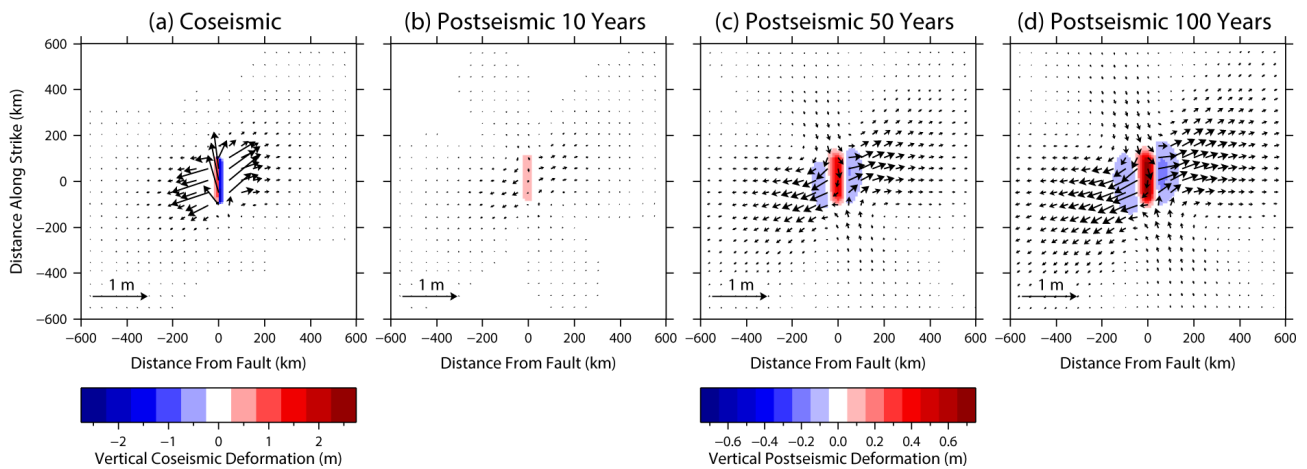 (a) Coseismic (b) Postseismic 10 Years (c) Postseismic 50 Years (d) Postseismic 100 Years
600
400
200
0
−200
−400
−600
Distance Along Strike (km)
1 m 1 m 1 m 1 m
−600 −400 −200 0 200 400 600 −600 −400 −200 0 200 400 600 −600 −400 −200 0 200 400 600 −600 −400 −200 0 200 400 600
Distance From Fault (km) Distance From Fault (km) Distance From Fault (km) Distance From Fault (km)
−2 −1 0 1 2 −0.6 −0.4 −0.2 0.0 0.2 0.4 0.6
Vertical Coseismic Deformation (m) Vertical Postseismic Deformation (m)